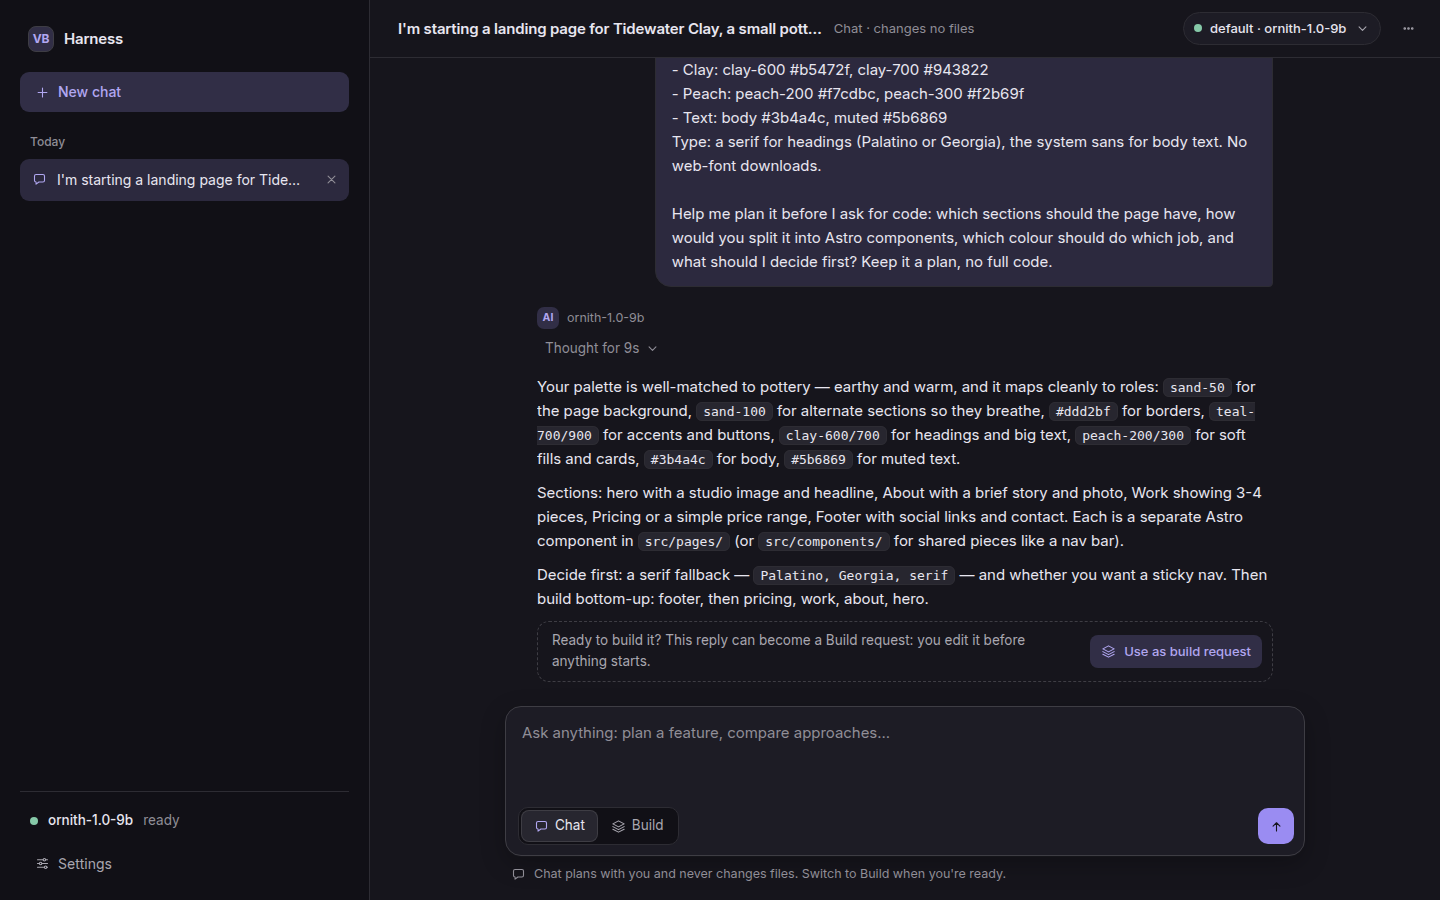 VB Harness
New chat
Today
I'm starting a landing page for Tide...
ornith-1.0-9b ready
Settings
I'm starting a landing page for Tidewater Clay, a small pott... Chat · changes no files
default · ornith-1.0-9b
- Clay: clay-600 #b5472f, clay-700 #943822
- Peach: peach-200 #f7cdbc, peach-300 #f2b69f
- Text: body #3b4a4c, muted #5b6869
Type: a serif for headings (Palatino or Georgia), the system sans for body text. No
web-font downloads.
Help me plan it before I ask for code: which sections should the page have, how
would you split it into Astro components, which colour should do which job, and
what should I decide first? Keep it a plan, no full code.
AI ornith-1.0-9b
Thought for 9s
Your palette is well-matched to pottery — earthy and warm, and it maps cleanly to roles: sand-50 for
the page background, sand-100 for alternate sections so they breathe, #ddd2bf for borders, teal-
700/900 for accents and buttons, clay-600/700 for headings and big text, peach-200/300 for soft
fills and cards, #3b4a4c for body, #5b6869 for muted text.
Sections: hero with a studio image and headline, About with a brief story and photo, Work showing 3-4
pieces, Pricing or a simple price range, Footer with social links and contact. Each is a separate Astro
component in src/pages/ (or src/components/ for shared pieces like a nav bar).
Decide first: a serif fallback — Palatino, Georgia, serif — and whether you want a sticky nav. Then
build bottom-up: footer, then pricing, work, about, hero.
Ready to build it? This reply can become a Build request: you edit it before
anything starts.
Use as build request
Ask anything: plan a feature, compare approaches...
Chat Build
Chat plans with you and never changes files. Switch to Build when you're ready.